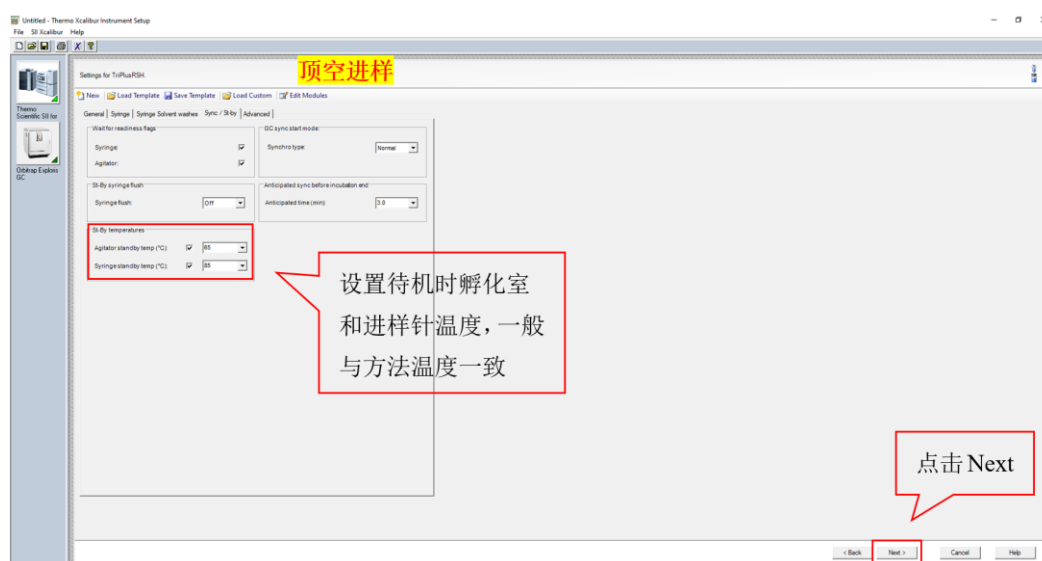 Untitled - Thermo Xcalibur Instrument Setup
File SII Xcalibur Help
顶空进样
Settings for TriPlusRSH.
New Load Template Save Template Load Custom Edit Modules
General Syringe Syringe Solvent washes Sync / St-by Advanced
Thermo
Scientific SII for
Orbitrap Exploris
GC
Wait for readiness flags
Syringe:
Agitator:
GC sync start mode:
Synchro type: Normal
St-By syringe flush
Syringe flush: Off
Anticipated sync before incubation end:
Anticipated time (min): 3.0
St-By temperatures
Agitator standby temp (°C): 65
Syringe standby temp (°C): 85
设置待机时孵化室
和进样针温度，一般
与方法温度一致
点击 Next
< Back Next > Cancel Help